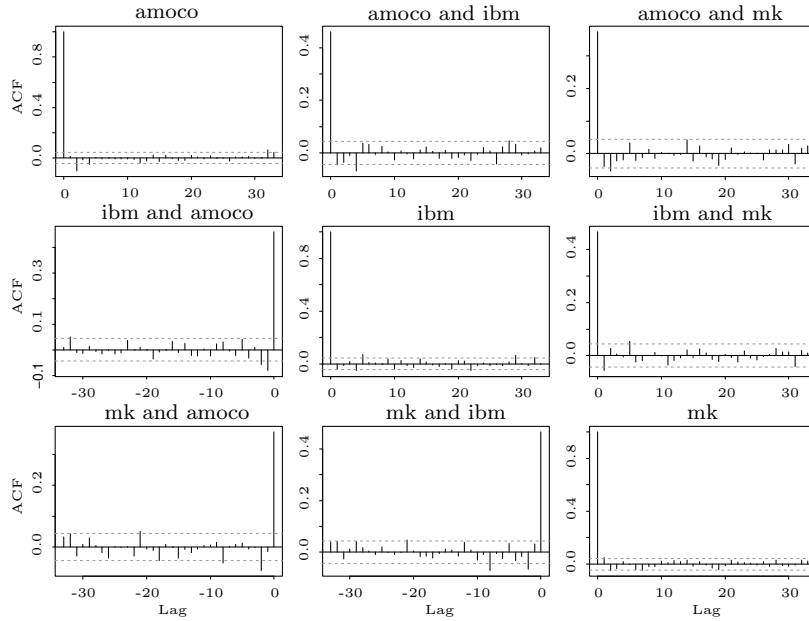 amoco
amoco and ibm
amoco and mk
ACF
0.0 0.4 0.8
0.0 0.2 0.4
0.0 0.2
0 10 20 30
0 10 20 30
0 10 20 30
ibm and amoco
ibm
ibm and mk
ACF
-0.1 0.1 0.3
0.0 0.4 0.8
0.0 0.2 0.4
-30 -20 -10 0
0 10 20 30
0 10 20 30
mk and amoco
mk and ibm
mk
ACF
0.0 0.2
0.0 0.2 0.4
0.0 0.4 0.8
-30 -20 -10 0
-30 -20 -10 0
0 10 20 30
Lag
Lag
Lag